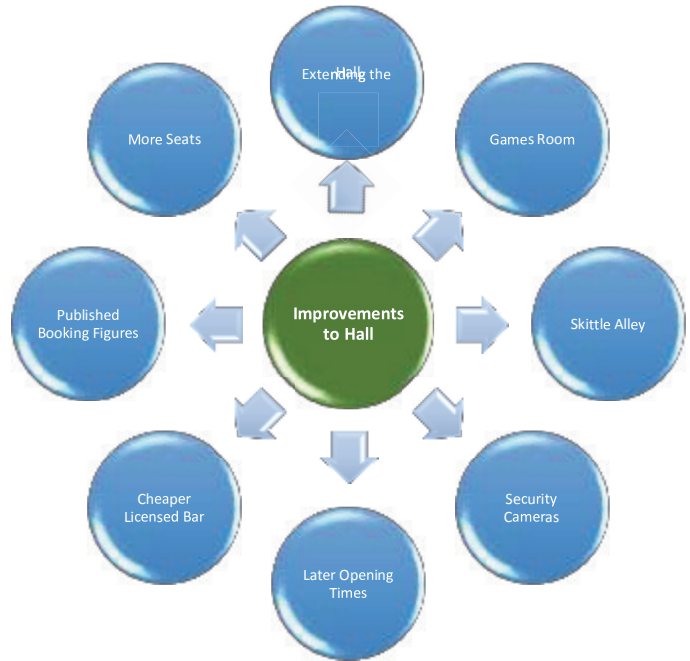 Extending the
Hall
Games Room
Skittle Alley
Security
Cameras
Later Opening
Times
Cheaper
Licensed Bar
Published
Booking Figures
More Seats
Improvements
to Hall